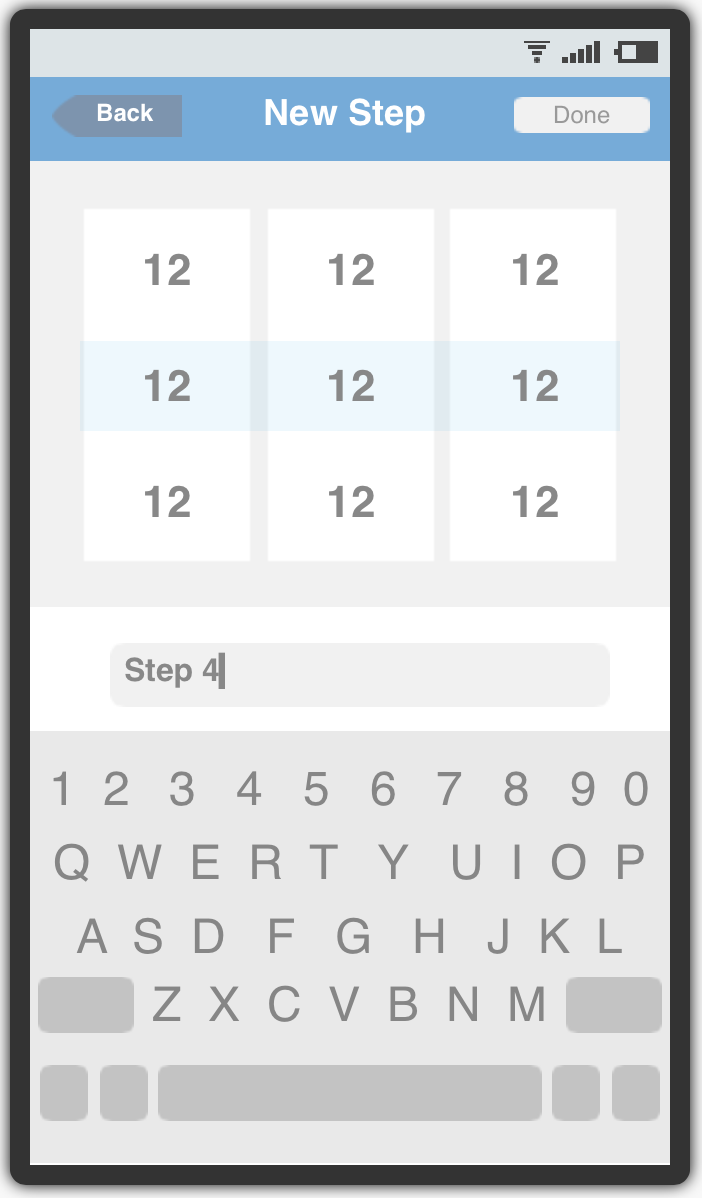 Back New Step Done
12 12 12
12 12 12
12 12 12
Step 4
1 2 3 4 5 6 7 8 9 0
Q W E R T Y U I O P
A S D F G H J K L
Z X C V B N M